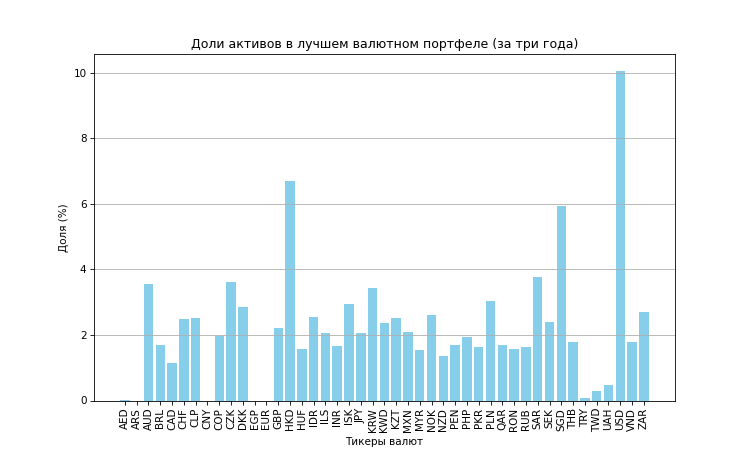 Доли активов в лучшем валютном портфеле (за три года)
Доля (%)
10
8
6
4
2
0
AED ARS AUD BRL CAD CHF CLP CNY COP CZK DKK EGP EUR GBP HKD HUF IDR ILS INR ISK JPY KRW KWD KZT MXN MYR NOK NZD PEN PHP PKR PLN QAR RON RUB SAR SEK SGD THB TRY TWD UAH USD VND ZAR
Тикеры валют